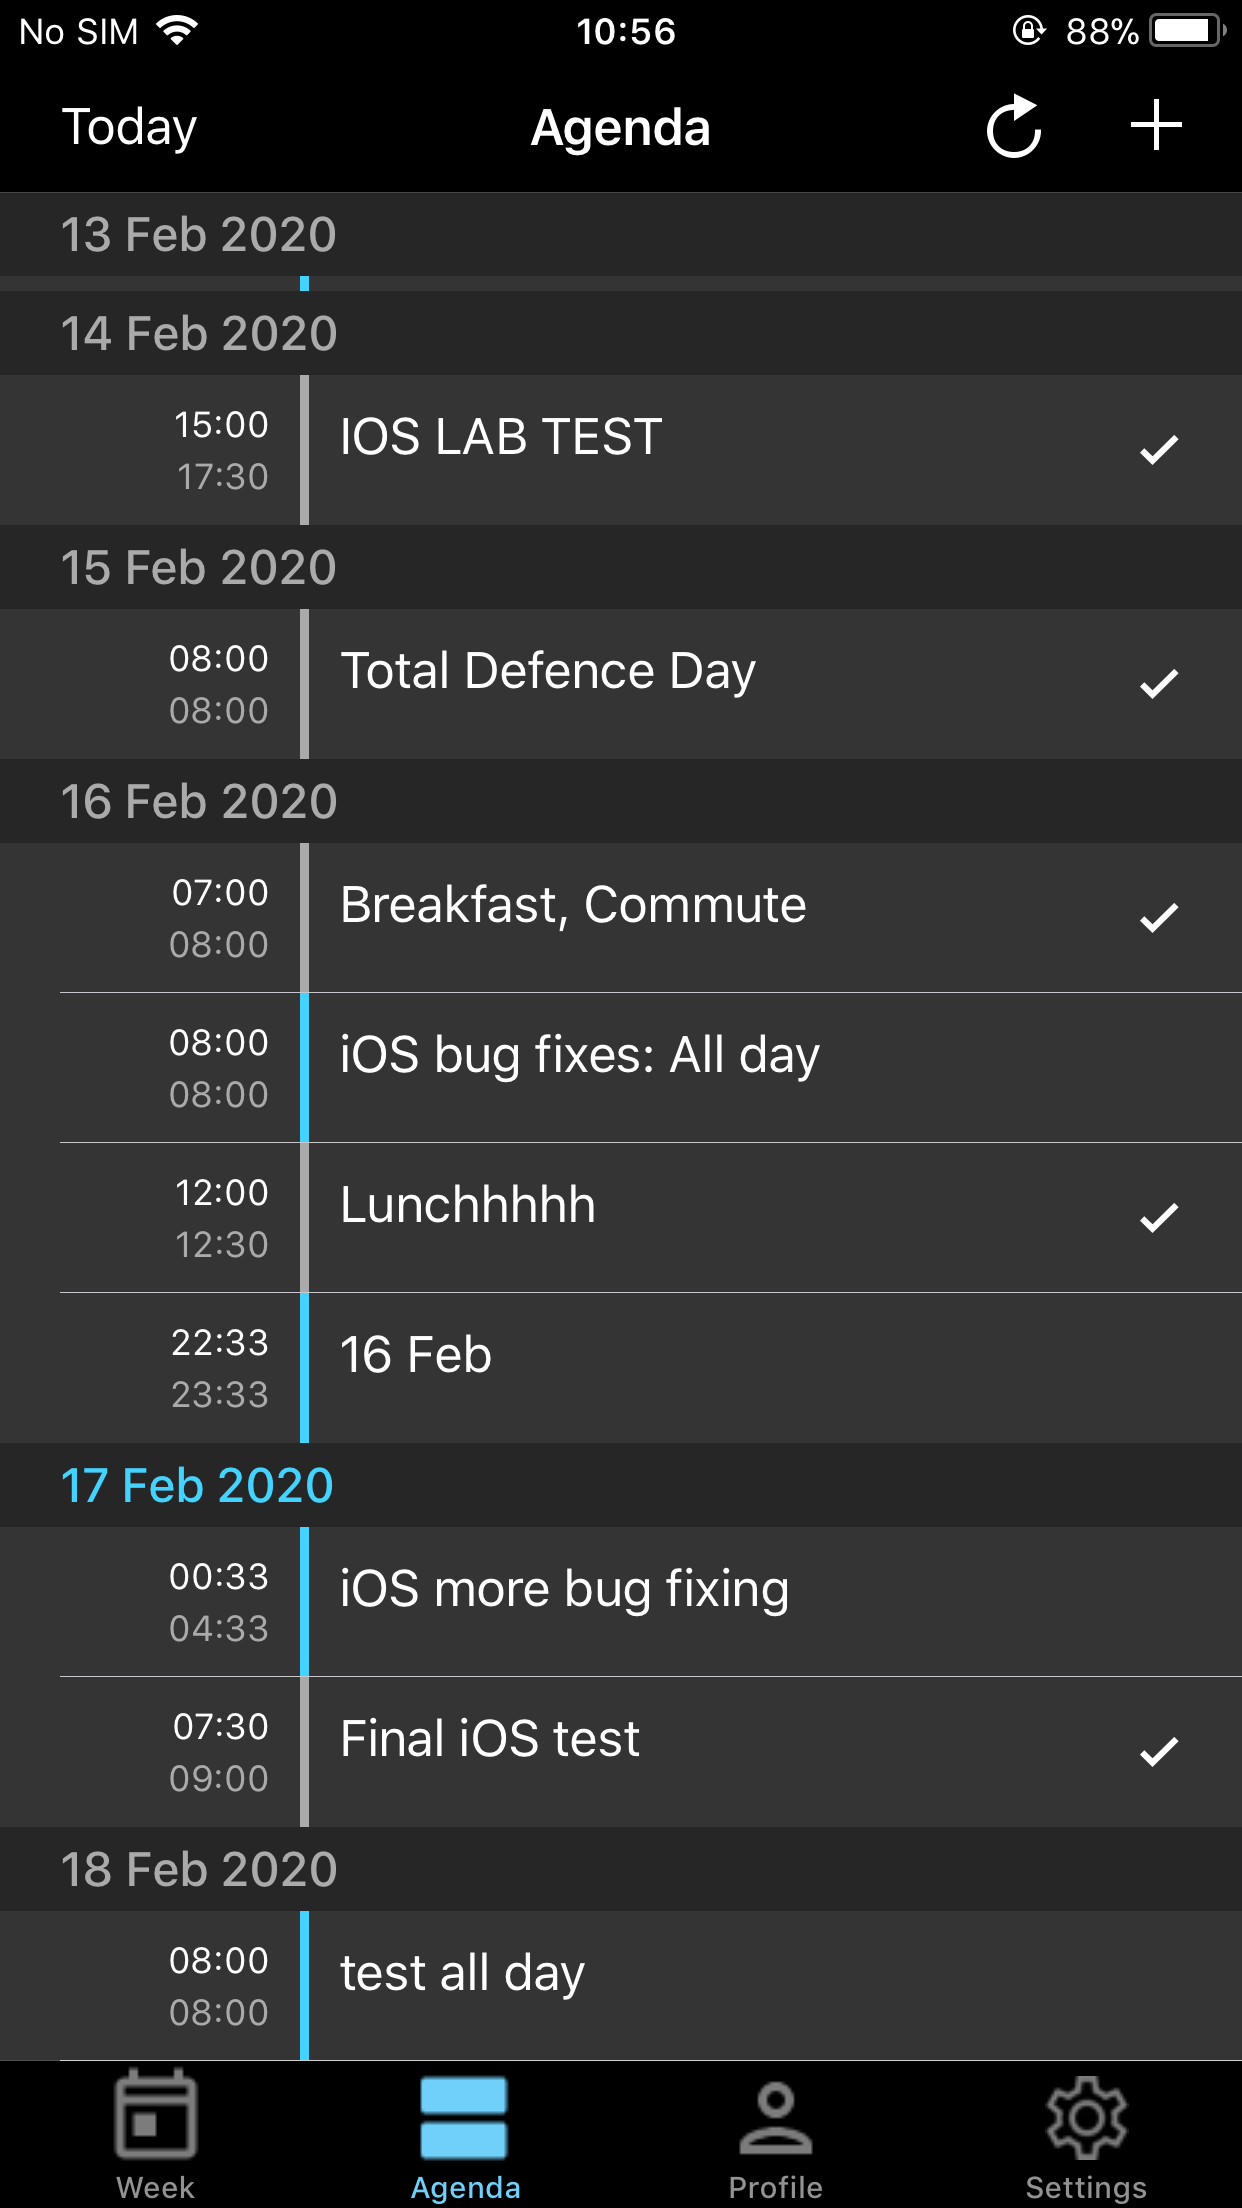 No SIM 10:56 88%
Today Agenda
13 Feb 2020
14 Feb 2020
15:00 IOS LAB TEST
17:30
15 Feb 2020
08:00 Total Defence Day
08:00
16 Feb 2020
07:00 Breakfast, Commute
08:00
08:00 iOS bug fixes: All day
08:00
12:00 Lunchhhhh
12:30
22:33 16 Feb
23:33
17 Feb 2020
00:33 iOS more bug fixing
04:33
07:30 Final iOS test
09:00
18 Feb 2020
08:00 test all day
08:00
Week Agenda Profile Settings